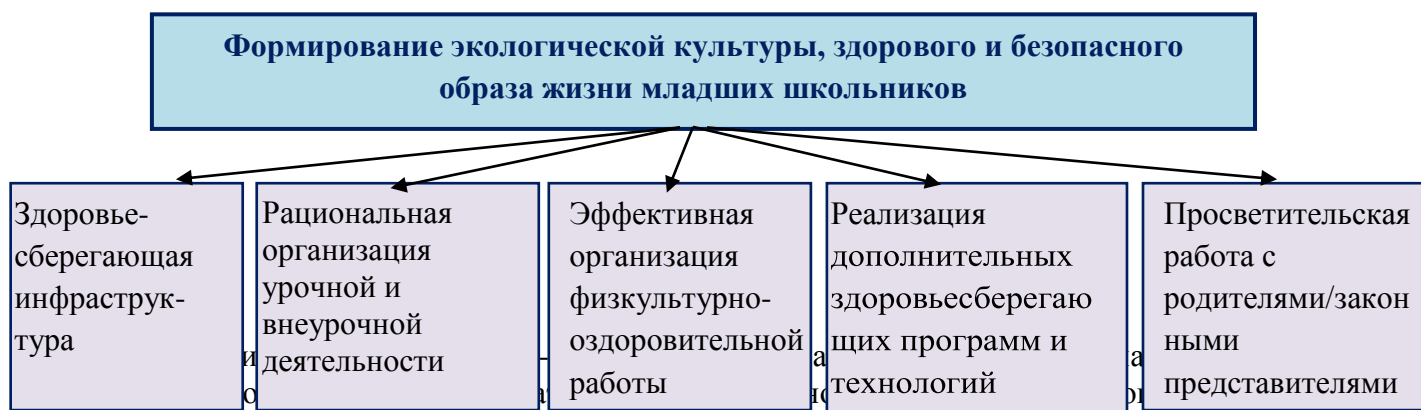 Формирование экологической культуры, здорового и безопасного
образа жизни младших школьников
Здоровье-
сберегающая
инфраструк-
тура
Рациональная
организация
урочной и
внеурочной
деятельности
Эффективная
организация
физкультурно-
оздоровительной
работы
Реализация
дополнительных
здоровьесберегаю
щих программ и
технологий
Просветительская
работа с
родителями/закон
ными
представителями